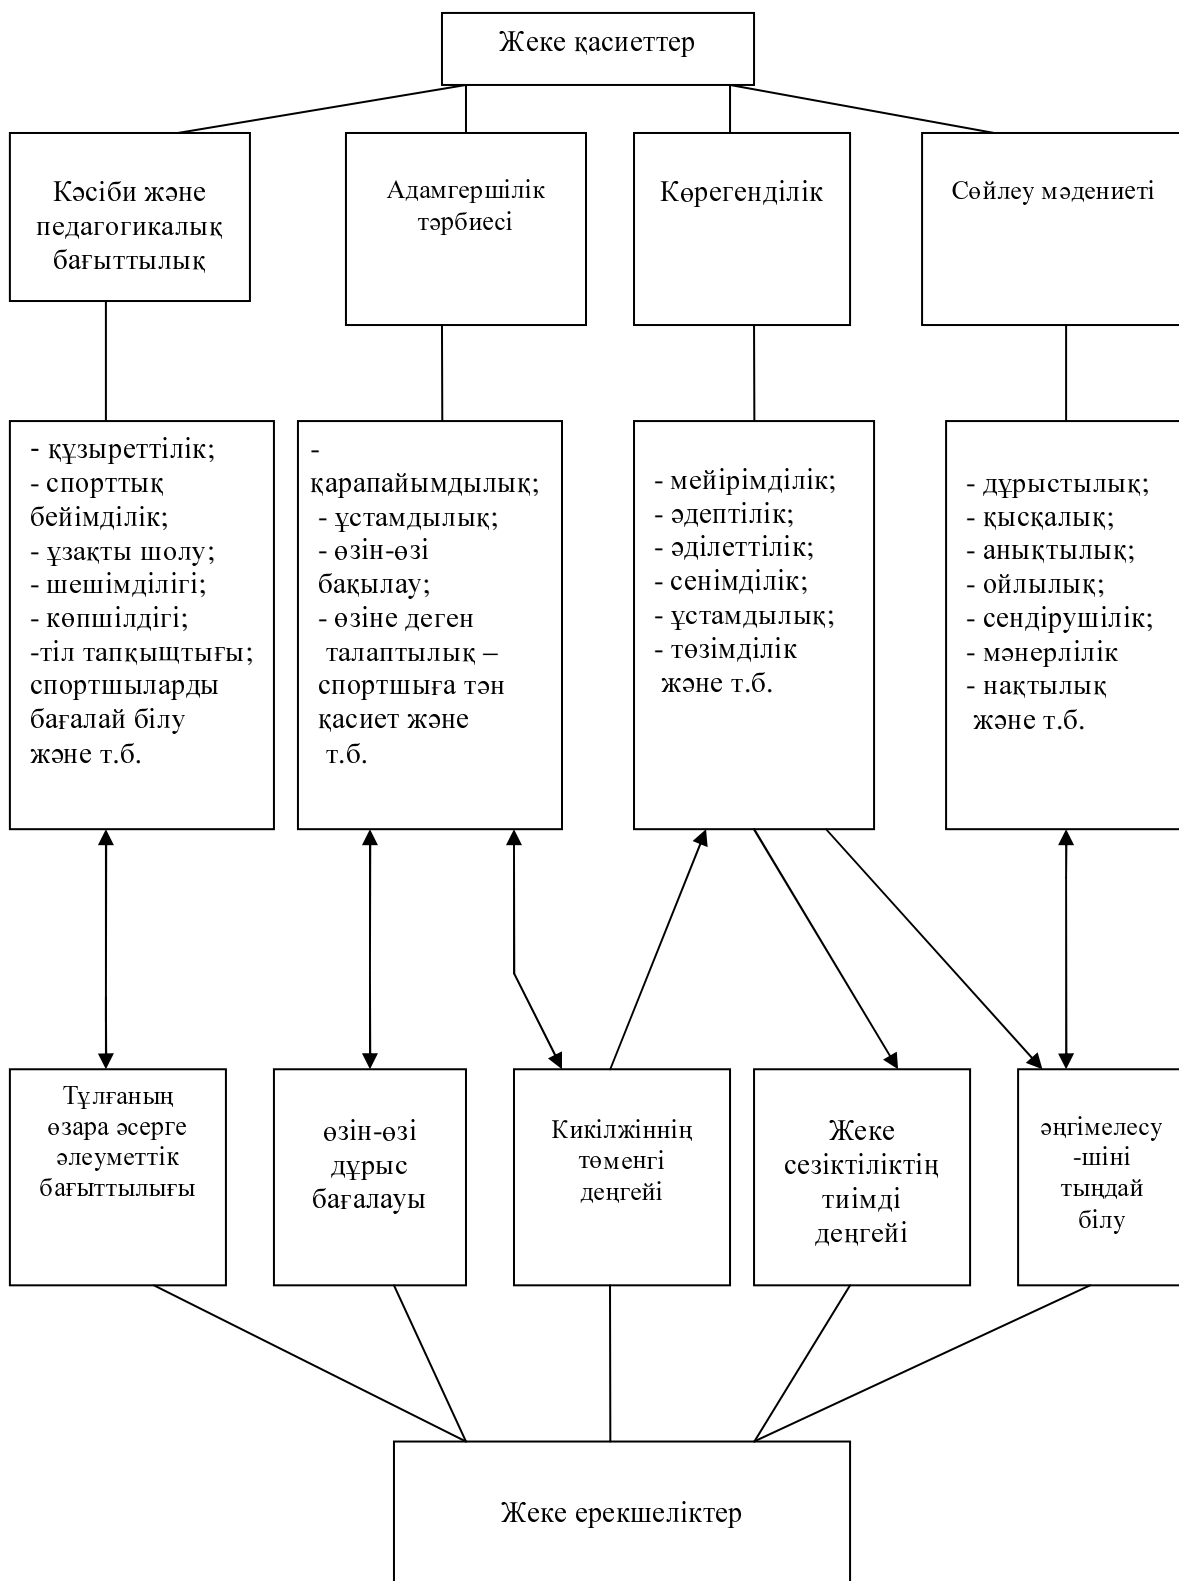 Жеке қасиеттер
Кәсіби және
педагогикалық
бағыттылық
Адамгершілік
тәрбиесі
Көрегенділік
Сөйлеу мәдениеті
- құзыреттілік;
- спорттық
бейімділік;
- ұзақты шолу;
- шешімділігі;
- көпшілдігі;
-тіл тапқыщтығы;
спортшыларды
бағалай білу
және т.б.
-
қарапайымдылық;
- ұстамдылық;
- өзін-өзі
бақылау;
- өзіне деген
талаптылық –
спортшыға тән
қасиет және
т.б.
- мейірімділік;
- әдептілік;
- әділеттілік;
- сенімділік;
- ұстамдылық;
- төзімділік
және т.б.
- дұрыстылық;
- қысқалық;
- анықтылық;
- ойлылық;
- сендірушілік;
- мәнерлілік
- нақтылық
және т.б.
Тұлғаның
өзара әсерге
әлеуметтік
бағыттылығы
өзін-өзі
дұрыс
бағалауы
Кикілжіннің
төменгі
деңгейі
Жеке
сезіктіліктің
тиімді
деңгейі
әңгімелесу
-шіні
тыңдай
білу
Жеке ерекшеліктер